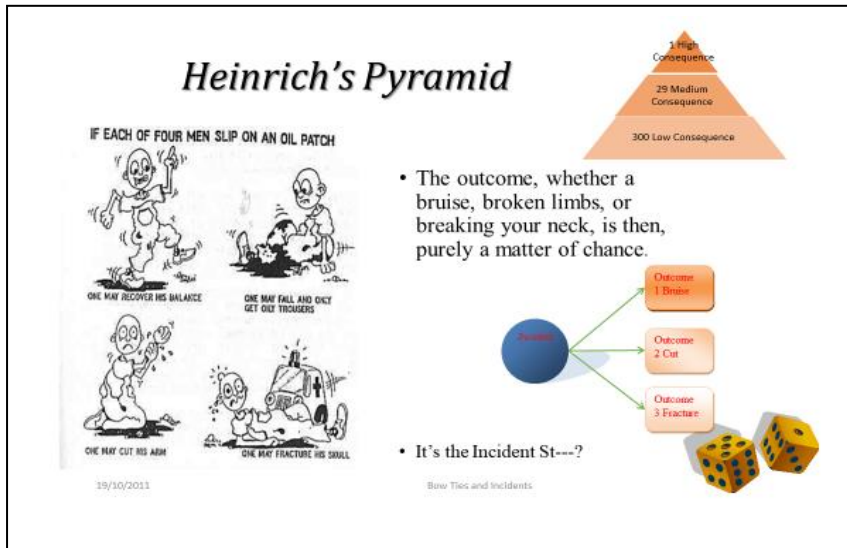 Heinrich's Pyramid
1 High
Consequence
29 Medium
Consequence
300 Low Consequence
IF EACH OF FOUR MEN SLIP ON AN OIL PATCH
ONE MAY RECOVER HIS BALANCE
ONE MAY FALL AND ONLY
GET OILY TROUSERS
ONE MAY CUT HIS ARM
ONE MAY FRACTURE HIS SKULL
• The outcome, whether a
bruise, broken limbs, or
breaking your neck, is then,
purely a matter of chance.
Outcome
1 Bruise
Outcome
2 Cut
Outcome
3 Fracture
• It's the Incident St---?
19/10/2011
Bow Ties and Incidents